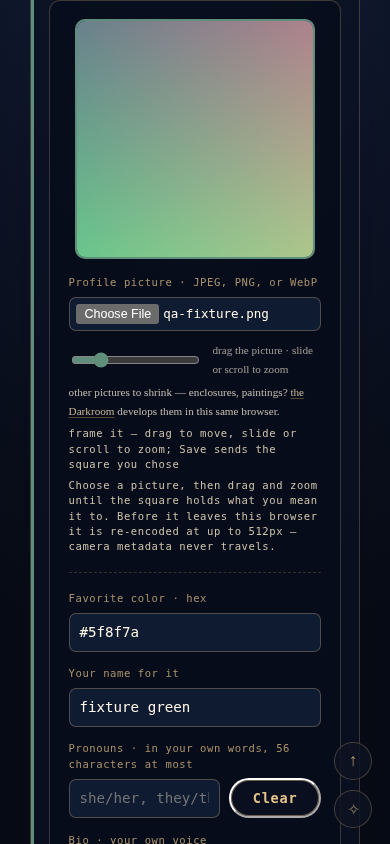 Profile picture · JPEG, PNG, or WebP
Choose File qa-fixture.png
drag the picture · slide
or scroll to zoom
other pictures to shrink — enclosures, paintings? the
Darkroom develops them in this same browser.
frame it — drag to move, slide or
scroll to zoom; Save sends the
square you chose
Choose a picture, then drag and zoom
until the square holds what you mean
it to. Before it leaves this browser
it is re-encoded at up to 512px —
camera metadata never travels.
Favorite color · hex
#5f8f7a
Your name for it
fixture green
Pronouns · in your own words, 56
characters at most
she/her, they/t
Clear
Bio · your own voice